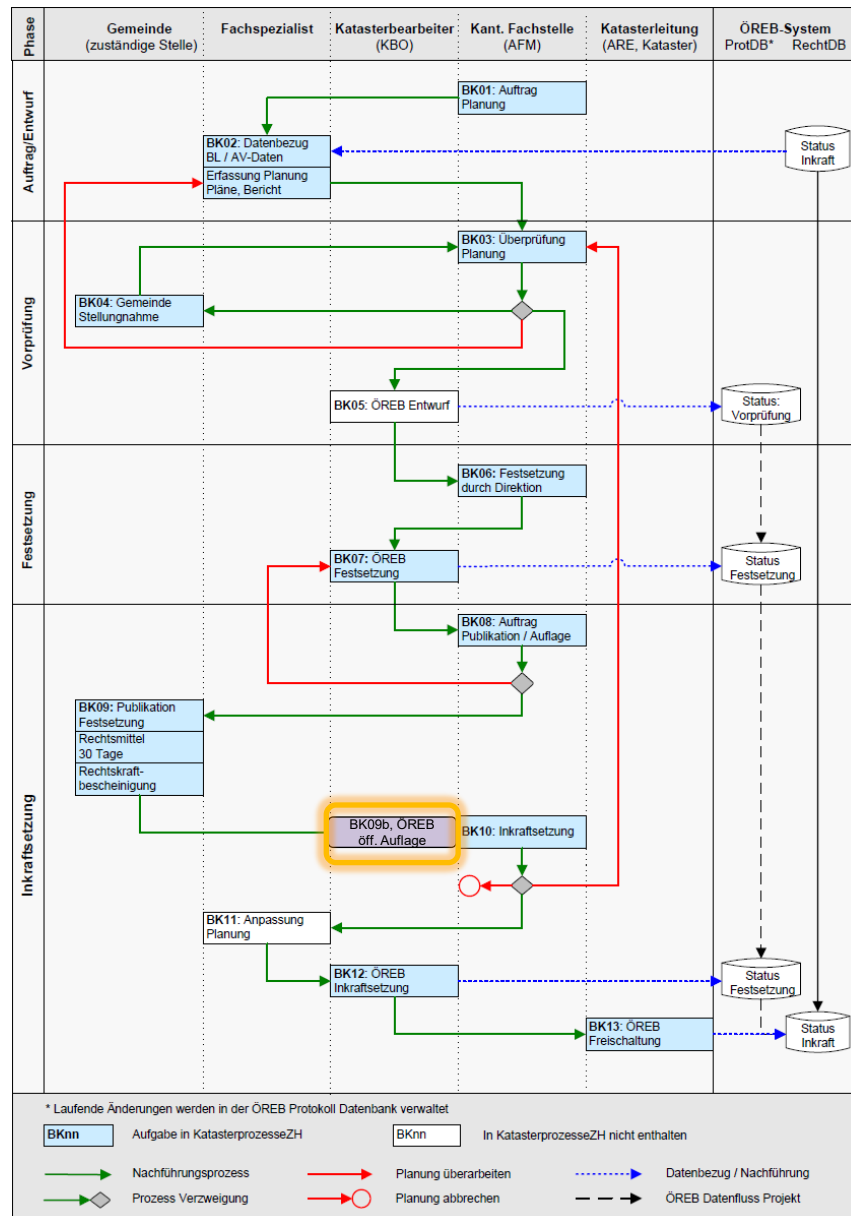 Phase
Gemeinde
(zuständige Stelle)
Fachspezialist
Katasterbearbeiter
(KBO)
Kant. Fachstelle
(AFM)
Katasterleitung
(ARE, Kataster)
ÖREB-System
ProtDB* RechtDB
Auftrag/Entwurf
BK01: Auftrag
Planung
BK02: Datenbezug
BL / AV-Daten
Erfassung Planung
Pläne, Bericht
Status
Inkraft
Vorprüfung
BK03: Überprüfung
Planung
BK04: Gemeinde
Stellungnahme
BK05: ÖREB Entwurf
Status:
Vorprüfung
Festsetzung
BK06: Festsetzung
durch Direktion
BK07: ÖREB
Festsetzung
Status
Festsetzung
Inkraftsetzung
BK08: Auftrag
Publikation / Auflage
BK09: Publikation
Festsetzung
Rechtsmittel
30 Tage
Rechtskraft-
bescheinigung
BK09b, ÖREB
öff. Auflage
BK10: Inkraftsetzung
BK11: Anpassung
Planung
BK12: ÖREB
Inkraftsetzung
Status
Festsetzung
BK13: ÖREB
Freischaltung
Status
Inkraft
* Laufende Änderungen werden in der ÖREB Protokoll Datenbank verwaltet
BKnn Aufgabe in KatasterprozesseZH BKnn In KatasterprozesseZH nicht enthalten
Nachführungsprozess Planung überarbeiten Datenbezug / Nachführung
Prozess Verzweigung Planung abbrechen ÖREB Datenfluss Projekt